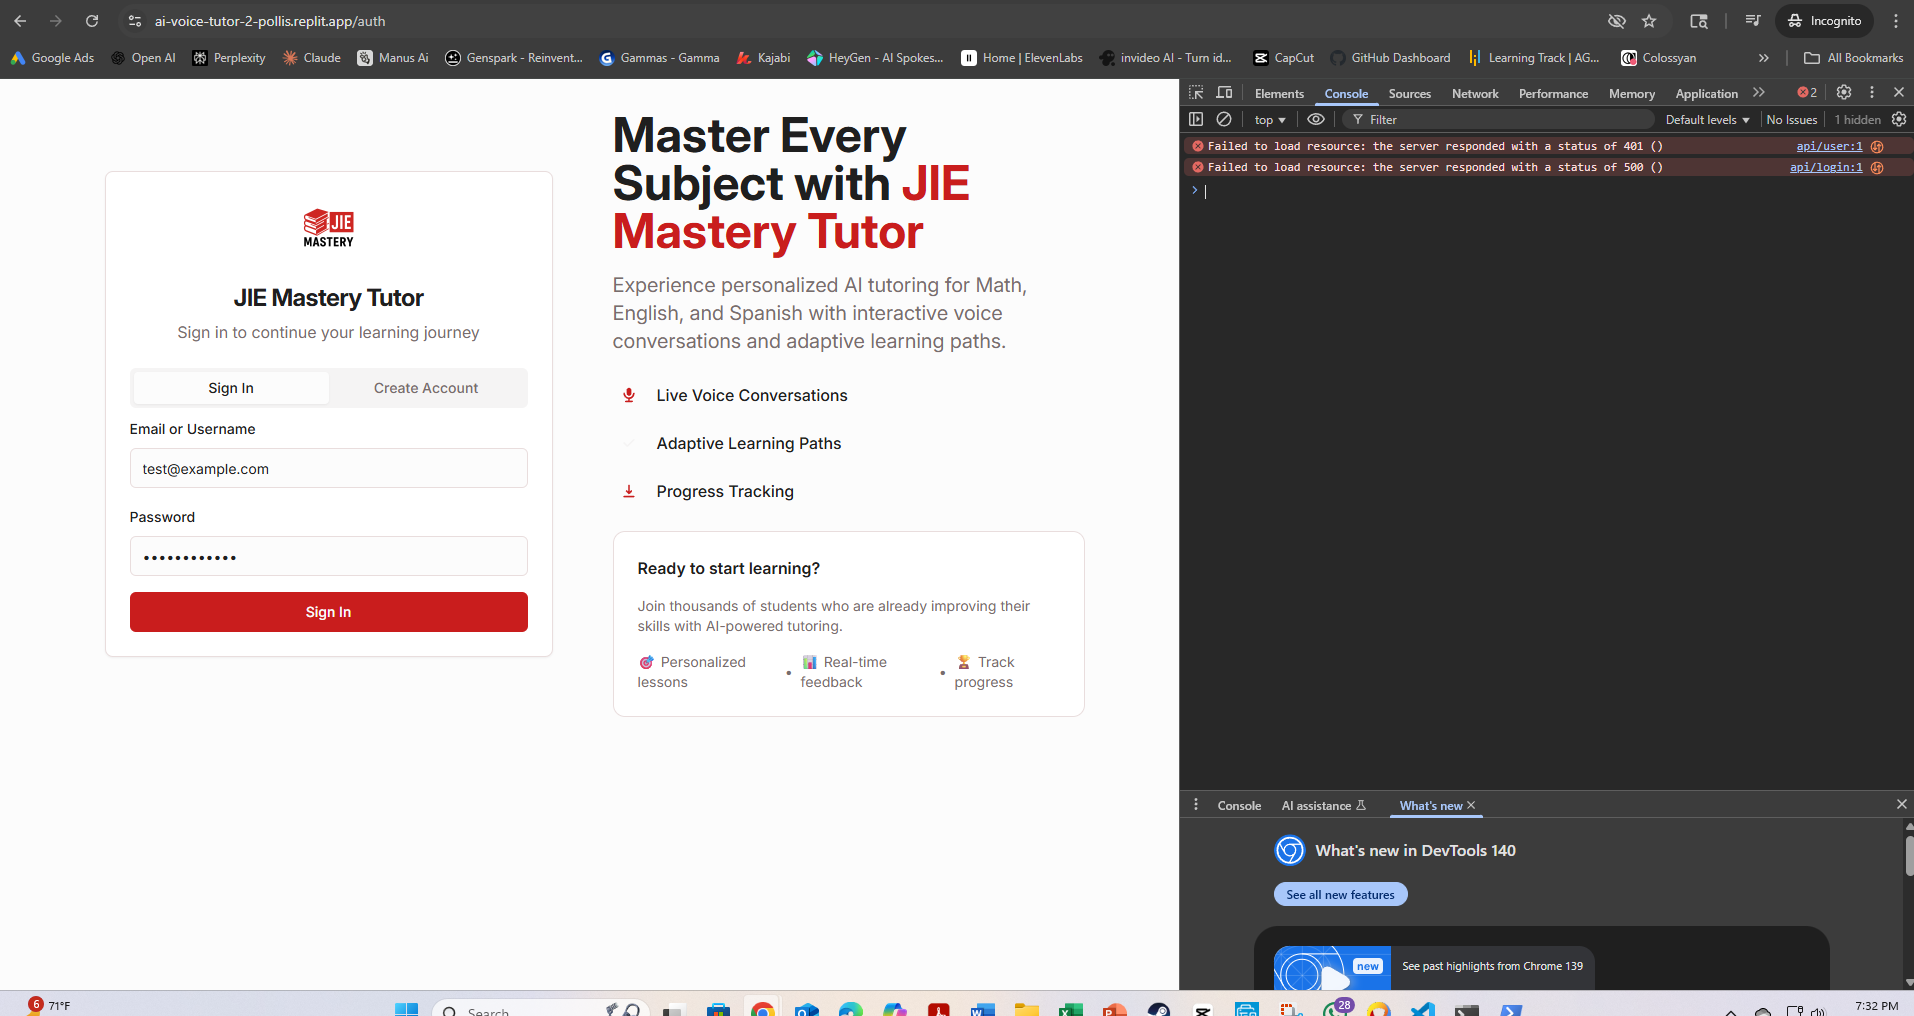 ai-voice-tutor-2-pollis.replit.app/auth
Incognito
Google Ads
Open AI
Perplexity
Claude
Manus Ai
Genspark - Reinvent...
Gammas - Gamma
Kajabi
HeyGen - AI Spokes...
Home | ElevenLabs
invideo AI - Turn id...
CapCut
GitHub Dashboard
Learning Track | AG...
Colossyan
»
All Bookmarks
JIE
MASTERY
JIE Mastery Tutor
Sign in to continue your learning journey
Sign In
Create Account
Email or Username
test@example.com
Password
••••••••••••
Sign In
Master Every
Subject with JIE
Mastery Tutor
Experience personalized AI tutoring for Math,
English, and Spanish with interactive voice
conversations and adaptive learning paths.
Live Voice Conversations
Adaptive Learning Paths
Progress Tracking
Ready to start learning?
Join thousands of students who are already improving their
skills with AI-powered tutoring.
🎯 Personalized
lessons
•
📊 Real-time
feedback
•
🏆 Track
progress
Elements
Console
Sources
Network
Performance
Memory
Application
»
2
top
Filter
Default levels
No Issues
1 hidden
Failed to load resource: the server responded with a status of 401 ()
api/user:1
Failed to load resource: the server responded with a status of 500 ()
api/login:1
Console
AI assistance
What's new
What's new in DevTools 140
See all new features
new
See past highlights from Chrome 139
6
71°F
Search
28
7:32 PM